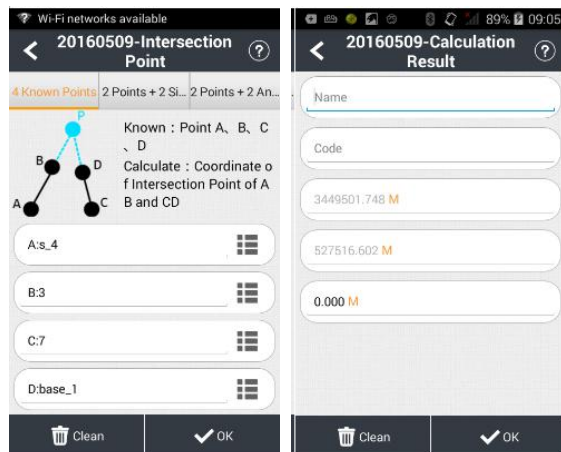 Wi-Fi networks available
20160509-Intersection
Point
4 Known Points
2 Points + 2 Si...
2 Points + 2 An...
P
B
D
A
C
Known：Point A、B、C
、D
Calculate：Coordinate o
f Intersection Point of A
B and CD
A:s_4
B:3
C:7
D:base_1
Clean
OK
89%
09:05
20160509-Calculation
Result
Name
Code
3449501.748 M
527516.602 M
0.000 M
Clean
OK